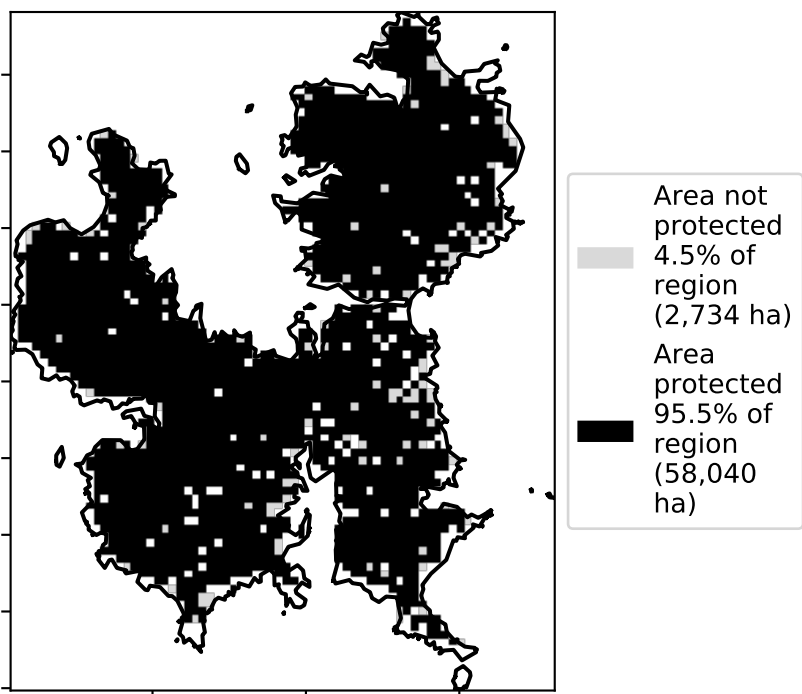 Area not
protected
4.5% of
region
(2,734 ha)
Area
protected
95.5% of
region
(58,040
ha)